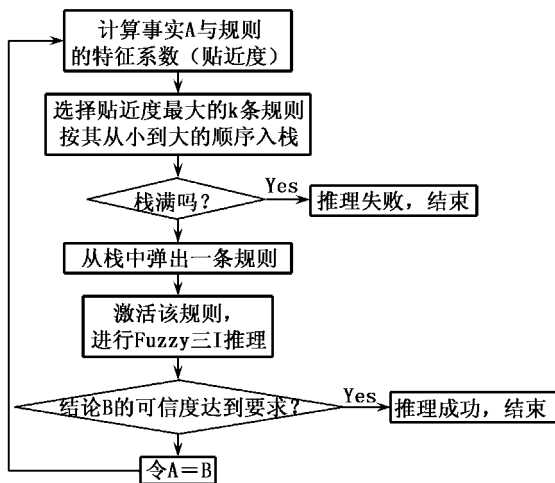 计算事实A与规则
的特征系数（贴近度）
选择贴近度最大的k条规则
按其从小到大的顺序入栈
栈满吗？
Yes
推理失败，结束
从栈中弹出一条规则
激活该规则，
进行Fuzzy三I推理
结论B的可信度达到要求？
Yes
推理成功，结束
令A＝B